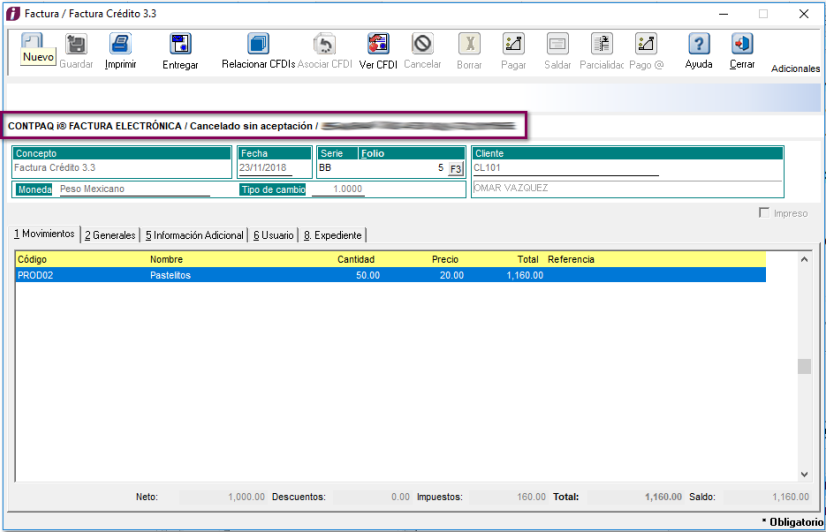 Factura / Factura Crédito 3.3
Nuevo Guardar Imprimir Entregar Relacionar CFDIs Asociar CFDI Ver CFDI Cancelar Borrar Pagar Saldar Parcialidac Pago @ Ayuda Cerrar Adicionales
CONTPAQ i® FACTURA ELECTRÓNICA / Cancelado sin aceptación /
Concepto Fecha Serie Folio Cliente
Factura Crédito 3.3 23/11/2018 BB 5 F3 CL101
Moneda Peso Mexicano Tipo de cambio 1.0000 OMAR VAZQUEZ
Impreso
1 Movimientos 2 Generales 5 Información Adicional 6 Usuario 8. Expediente
Código Nombre Cantidad Precio Total Referencia
PROD02 Pastelitos 50.00 20.00 1,160.00
Neto: 1,000.00 Descuentos: 0.00 Impuestos: 160.00 Total: 1,160.00 Saldo: 1,160.00
* Obligatorio